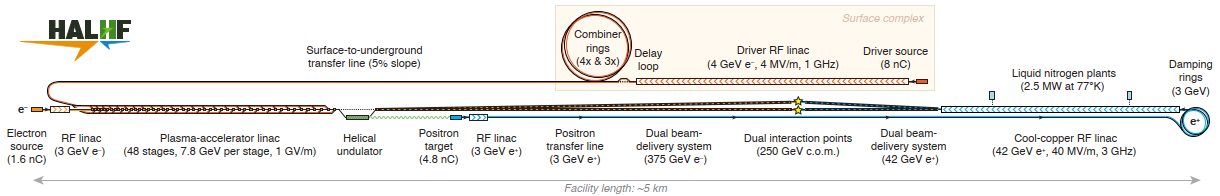 HALHF
Surface complex
Combiner
rings
(4x & 3x)
Delay
loop
Driver RF linac
(4 GeV e⁻, 4 MV/m, 1 GHz)
Driver source
(8 nC)
Surface-to-underground
transfer line (5% slope)
Liquid nitrogen plants
(2.5 MW at 77°K)
Damping
rings
(3 GeV)
e⁻
e⁺
Electron
source
(1.6 nC)
RF linac
(3 GeV e⁻)
Plasma-accelerator linac
(48 stages, 7.8 GeV per stage, 1 GV/m)
Helical
undulator
Positron
target
(4.8 nC)
RF linac
(3 GeV e⁺)
Positron
transfer line
(3 GeV e⁺)
Dual beam-
delivery system
(375 GeV e⁻)
Dual interaction points
(250 GeV c.o.m.)
Dual beam-
delivery system
(42 GeV e⁺)
Cool-copper RF linac
(42 GeV e⁺, 40 MV/m, 3 GHz)
Facility length: ~5 km